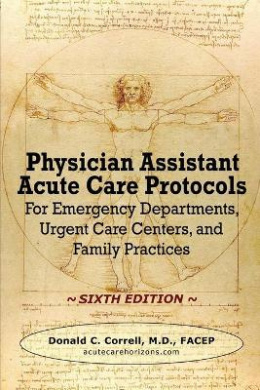 Physician Assistant
Acute Care Protocols
For Emergency Departments,
Urgent Care Centers, and
Family Practices
~ SIXTH EDITION ~
Donald C. Correll, M.D., FACEP
acutecarehorizons.com